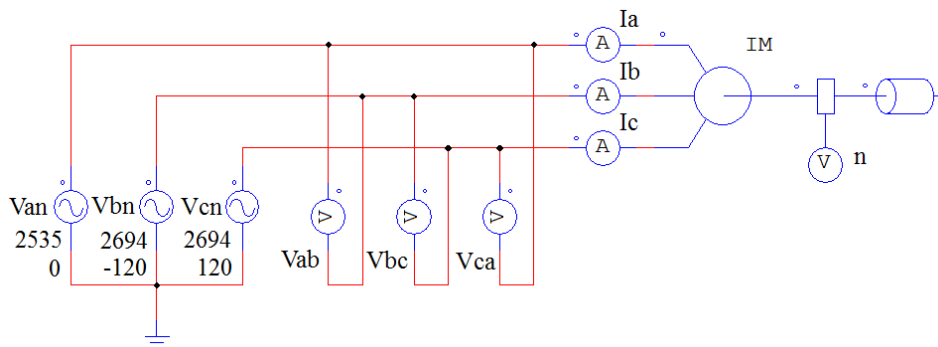 Ia
A
IM
Ib
A
Ic
A
V
n
Van
2535
0
Vbn
2694
-120
Vcn
2694
120
V
Vab
V
Vbc
V
Vca